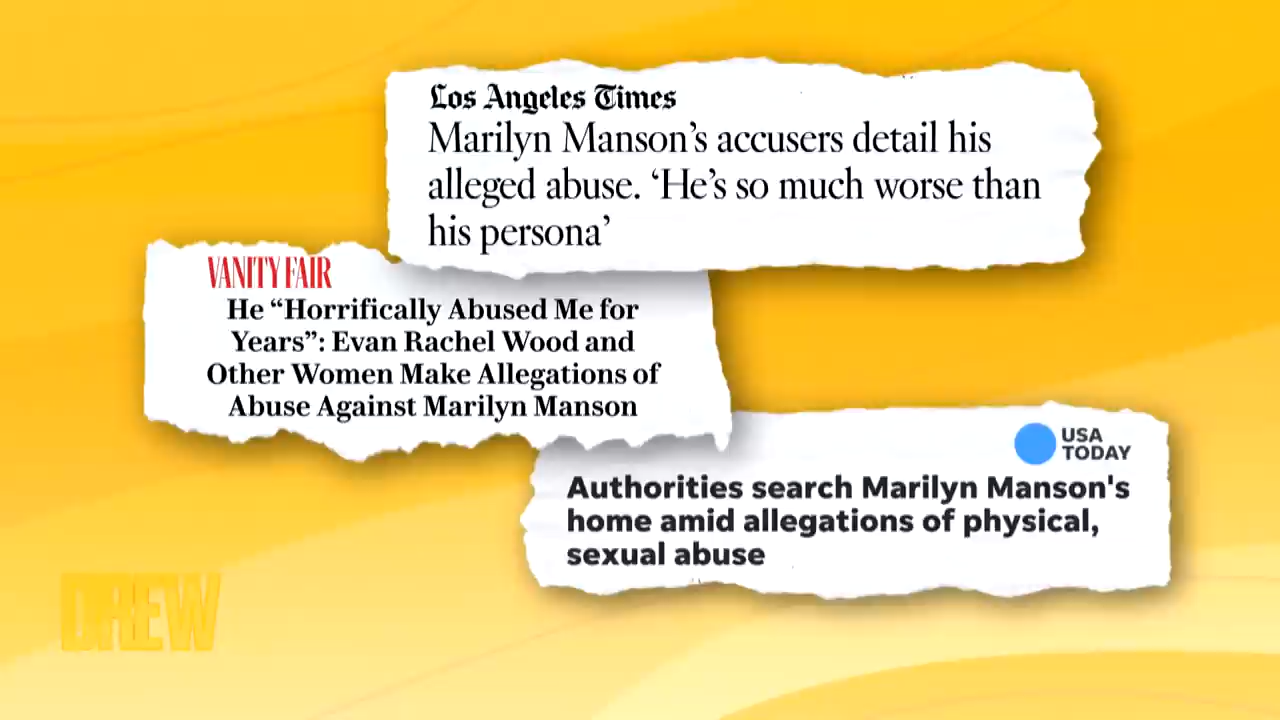 Los Angeles Times
Marilyn Manson’s accusers detail his
alleged abuse. ‘He’s so much worse than
his persona’
VANITY FAIR
He “Horrifically Abused Me for
Years”: Evan Rachel Wood and
Other Women Make Allegations of
Abuse Against Marilyn Manson
USA
TODAY
Authorities search Marilyn Manson's
home amid allegations of physical,
sexual abuse
DREW